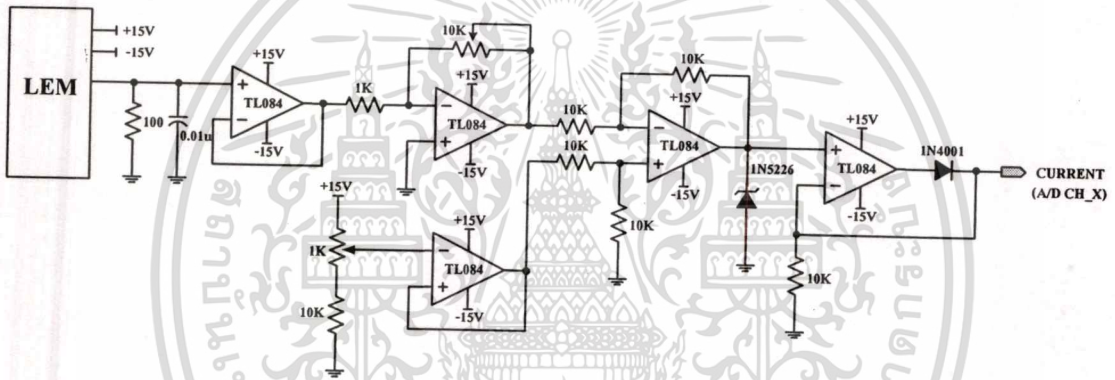 LEM
+15V
-15V
100
0.01u
+15V
TL084
-15V
1K
10K
+15V
TL084
-15V
+15V
1K
10K
+15V
TL084
-15V
10K
10K
10K
10K
+15V
TL084
-15V
1N5226
+15V
TL084
-15V
1N4001
10K
CURRENT
(A/D CH_X)